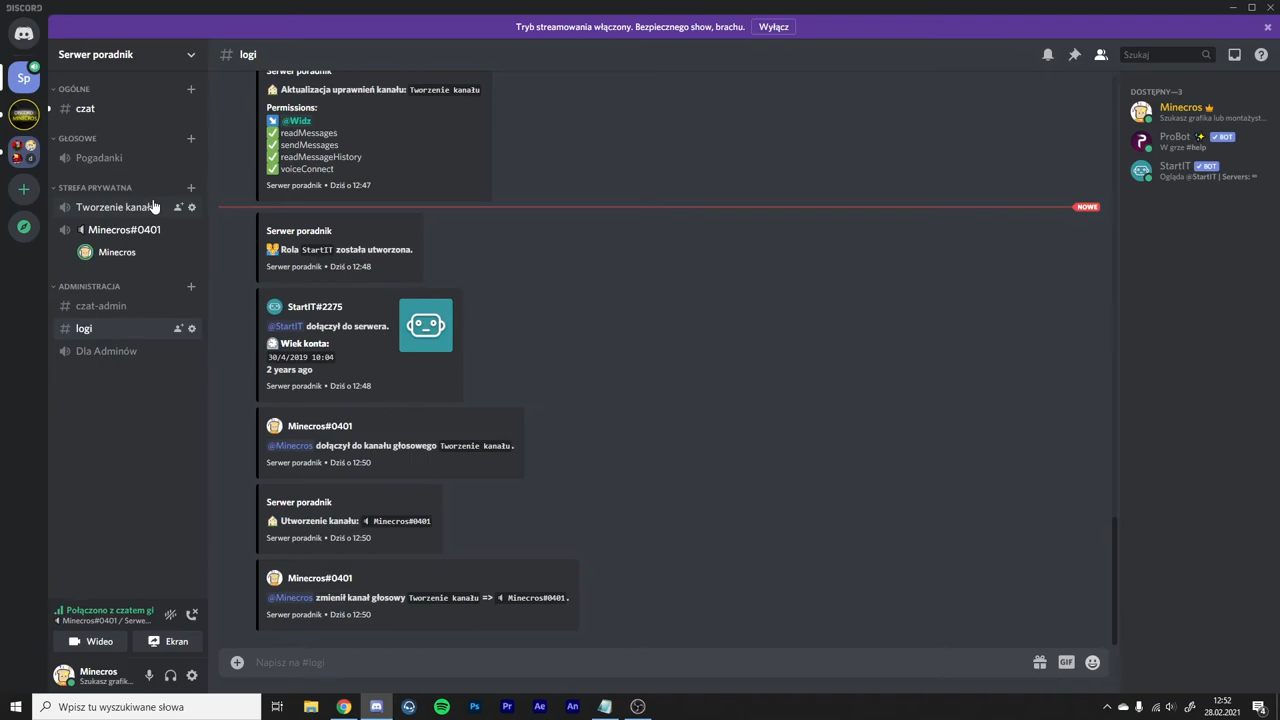 DISCORD
Tryb streamowania włączony. Bezpiecznego show, brachu.
Wyłącz
Serwer poradnik
# logi
Szukaj
Sp
OGÓLNE
# czat
GŁOSOWE
Pogadanki
STREFA PRYWATNA
Tworzenie kanału
Minecros#0401
Minecros
ADMINISTRACJA
# czat-admin
# logi
Dla Adminów
Serwer poradnik
Aktualizacja uprawnień kanału: Tworzenie kanału
Permissions:
@Widz
readMessages
sendMessages
readMessageHistory
voiceConnect
Serwer poradnik • Dziś o 12:47
NOWE
Serwer poradnik
Rola StartIT została utworzona.
Serwer poradnik • Dziś o 12:48
StartIT#2275
@StartIT dołączył do serwera.
Wiek konta:
30/4/2019 10:04
2 years ago
Serwer poradnik • Dziś o 12:48
Minecros#0401
@Minecros dołączył do kanału głosowego Tworzenie kanału.
Serwer poradnik • Dziś o 12:50
Serwer poradnik
Utworzenie kanału: Minecros#0401
Serwer poradnik • Dziś o 12:50
Minecros#0401
@Minecros zmienił kanał głosowy Tworzenie kanału => Minecros#0401.
Serwer poradnik • Dziś o 12:50
DOSTĘPNY—3
Minecros
Szukasz grafika lub montażyst...
ProBot BOT
W grze #help
StartIT BOT
Ogląda @StartIT | Servers: ∞
Połączono z czatem gł
Minecros#0401 / Serwe...
Wideo
Ekran
Minecros
Szukasz grafik...
Napisz na #logi
GIF
Wpisz tu wyszukiwane słowa
Ps
Pr
Ae
An
12:52
28.02.2021